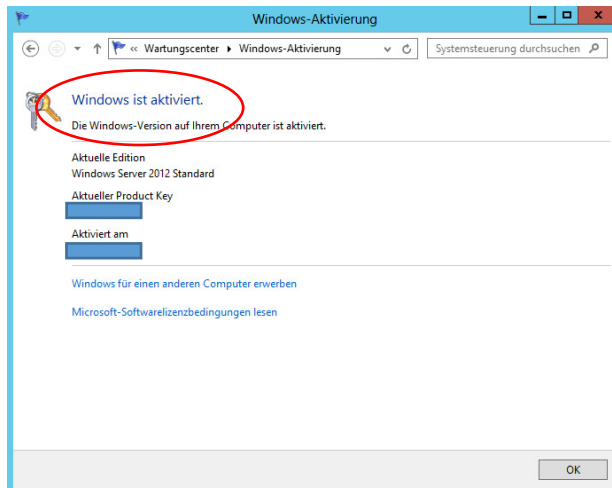 Windows-Aktivierung
« Wartungscenter ▸ Windows-Aktivierung
Systemsteuerung durchsuchen
Windows ist aktiviert.
Die Windows-Version auf Ihrem Computer ist aktiviert.
Aktuelle Edition
Windows Server 2012 Standard
Aktueller Product Key
Aktiviert am
Windows für einen anderen Computer erwerben
Microsoft-Softwarelizenzbedingungen lesen
OK